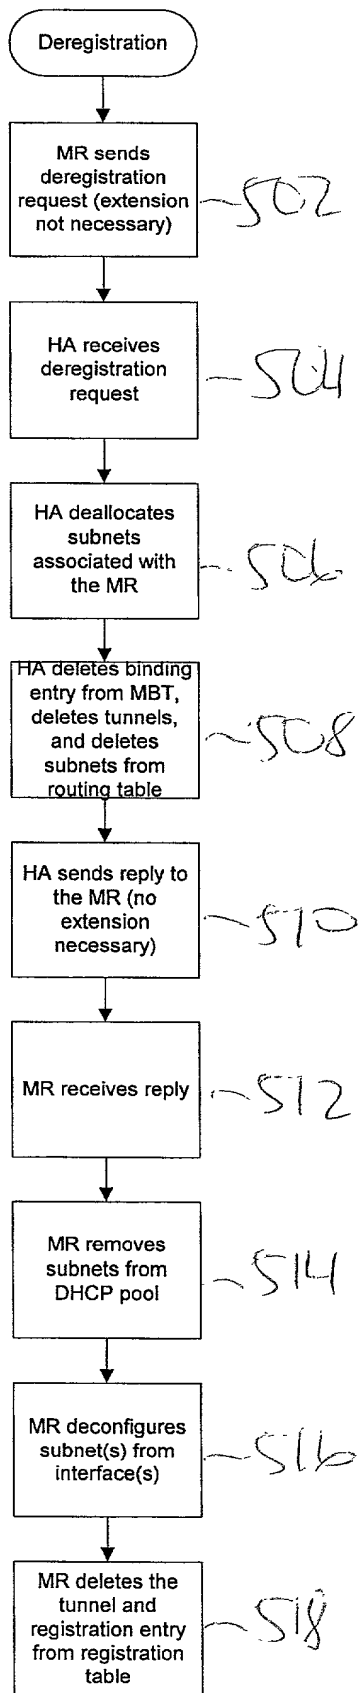 Deregistration
MR sends
deregistration
request (extension
not necessary)
502
HA receives
deregistration
request
504
HA deallocates
subnets
associated with
the MR
506
HA deletes binding
entry from MBT,
deletes tunnels,
and deletes
subnets from
routing table
508
HA sends reply to
the MR (no
extension
necessary)
510
MR receives reply
512
MR removes
subnets from
DHCP pool
514
MR deconfigures
subnet(s) from
interface(s)
516
MR deletes the
tunnel and
registration entry
from registration
table
518